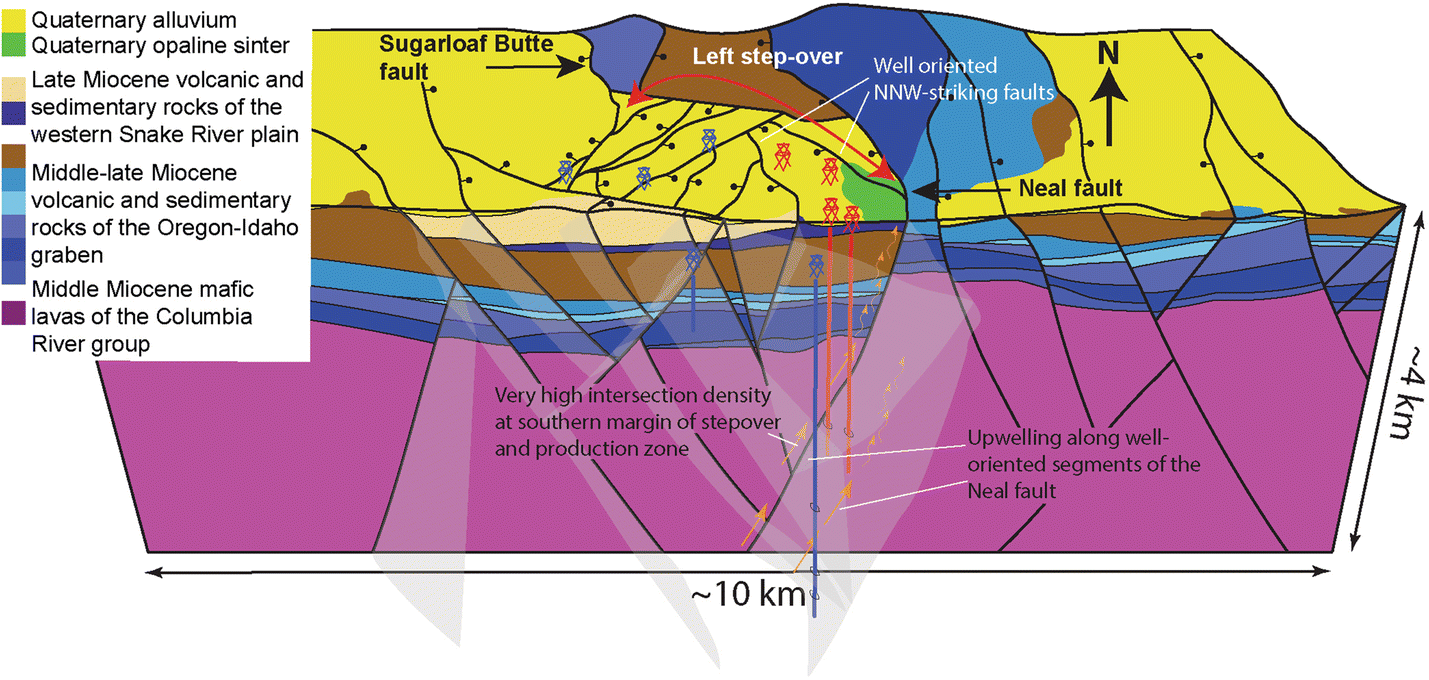 Quaternary alluvium
Quaternary opaline sinter
Late Miocene volcanic and
sedimentary rocks of the
western Snake River plain
Middle-late Miocene
volcanic and sedimentary
rocks of the Oregon-Idaho
graben
Middle Miocene mafic
lavas of the Columbia
River group
Sugarloaf Butte
fault
Left step-over
Well oriented
NNW-striking faults
N
Neal fault
Very high intersection density
at southern margin of stepover
and production zone
Upwelling along well-
oriented segments of the
Neal fault
~4 km
~10 km